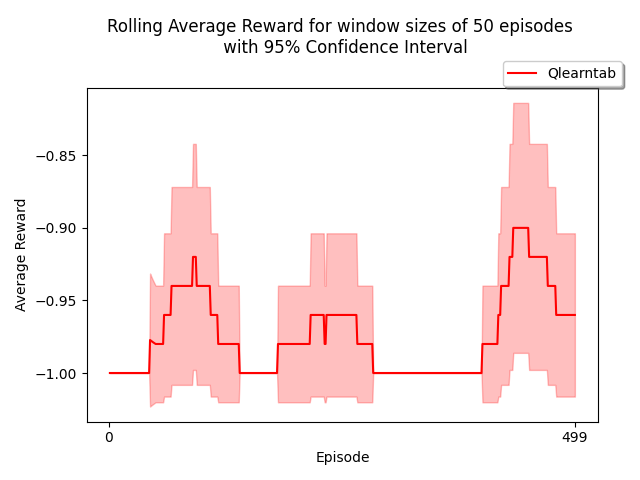 Rolling Average Reward for window sizes of 50 episodes
with 95% Confidence Interval
Qlearntab
−0.85
−0.90
−0.95
−1.00
Average Reward
0
499
Episode